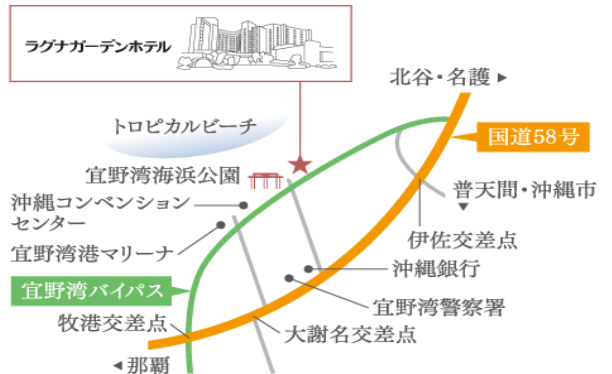 ラグナガーデンホテル
北谷・名護
トロピカルビーチ
国道58号
宜野湾海浜公園
普天間・沖縄市
沖縄コンベンション
センター
伊佐交差点
宜野湾港マリーナ
沖縄銀行
宜野湾バイパス
宜野湾警察署
牧港交差点
大謝名交差点
那覇